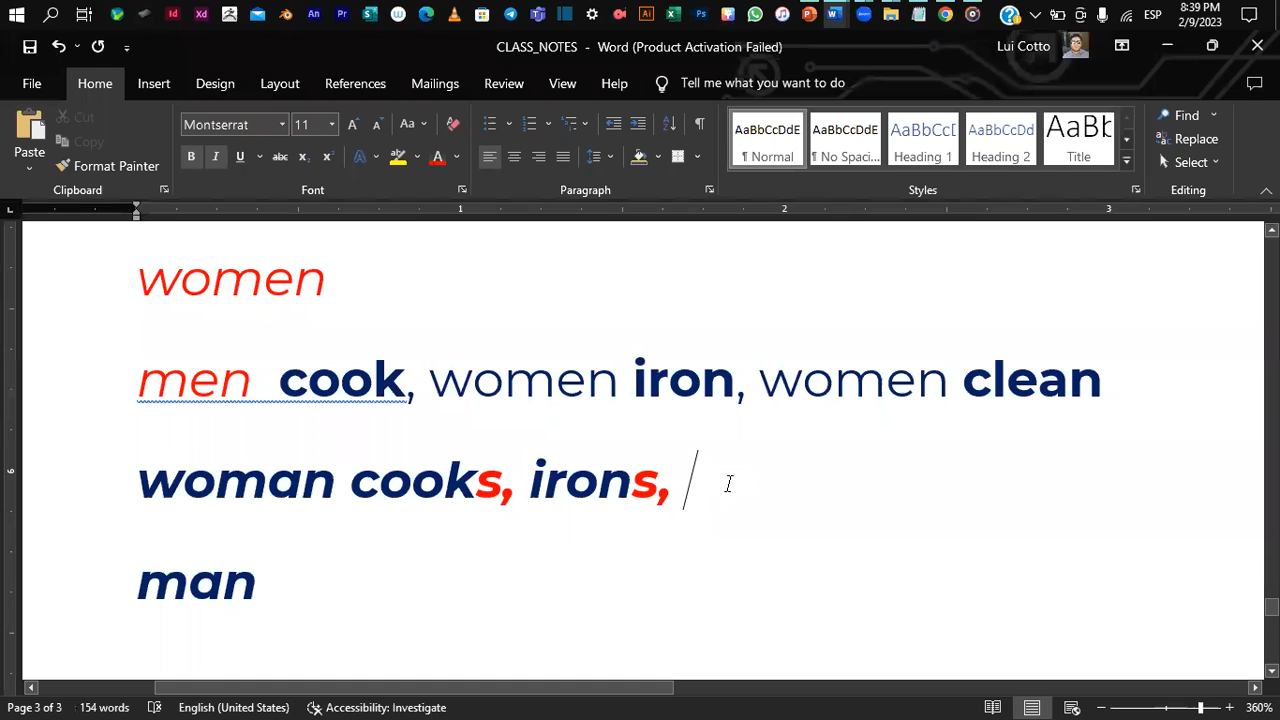 8:39 PM
ESP
2/9/2023
CLASS_NOTES - Word (Product Activation Failed)
Lui Cotto
File Home Insert Design Layout References Mailings Review View Help Tell me what you want to do
Paste
Cut
Copy
Format Painter
Montserrat 11
AaBbCcDdE AaBbCcDdE AaBbCc[ AaBbCcDd AaBb
¶ Normal ¶ No Spaci... Heading 1 Heading 2 Title
Find
Replace
Select
Clipboard Font Paragraph Styles Editing
1 2 3
women
men cook, women iron, women clean
woman cooks, irons,
man
Page 3 of 3 154 words English (United States) Accessibility: Investigate 360%